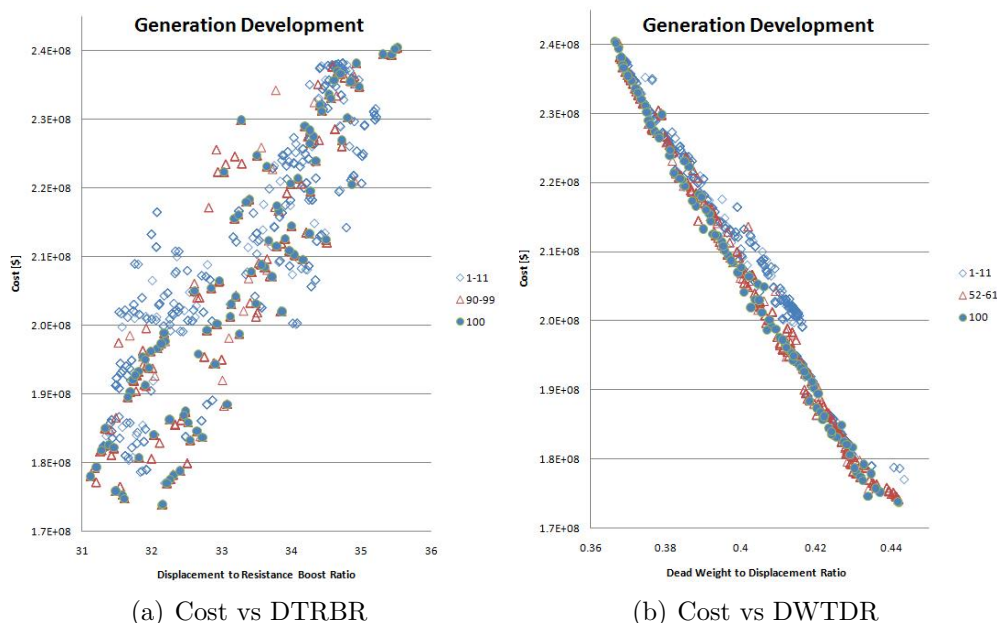 Generation Development
Cost [$]
2.4E+08
2.3E+08
2.2E+08
2.1E+08
2.0E+08
1.9E+08
1.8E+08
1.7E+08
31 32 33 34 35 36
Displacement to Resistance Boost Ratio
1-11
90-99
100
(a) Cost vs DTRBR
Generation Development
Cost [$]
2.4E+08
2.3E+08
2.2E+08
2.1E+08
2.0E+08
1.9E+08
1.8E+08
1.7E+08
0.36 0.38 0.4 0.42 0.44
Dead Weight to Displacement Ratio
1-11
52-61
100
(b) Cost vs DWTDR